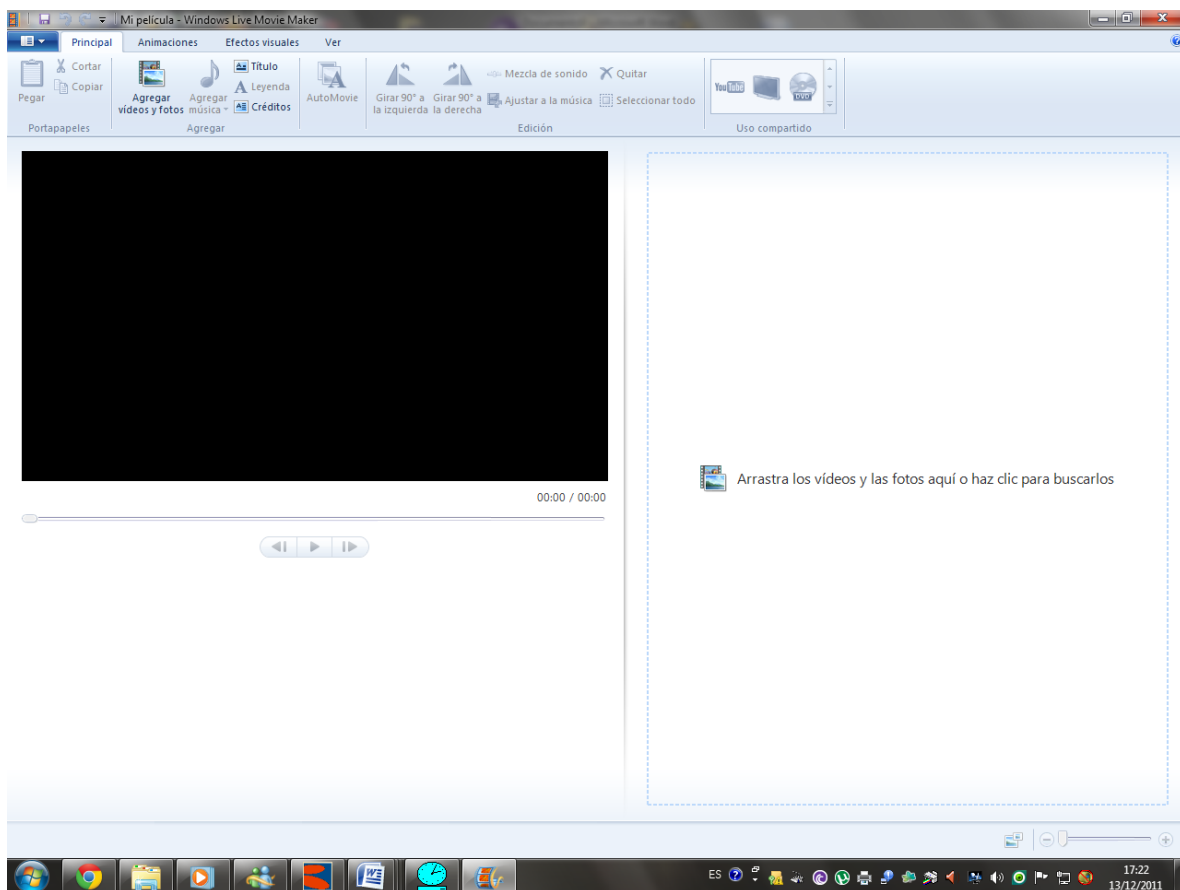 Mi película - Windows Live Movie Maker
Principal Animaciones Efectos visuales Ver
Pegar
Cortar
Copiar
Portapapeles
Agregar
vídeos y fotos
Agregar
música
Título
Leyenda
Créditos
Agregar
AutoMovie
Girar 90° a
la izquierda
Girar 90° a
la derecha
Mezcla de sonido
Ajustar a la música
Quitar
Seleccionar todo
Edición
YouTube
DVD
Uso compartido
00:00 / 00:00
Arrastra los vídeos y las fotos aquí o haz clic para buscarlos
ES
17:22
13/12/2011